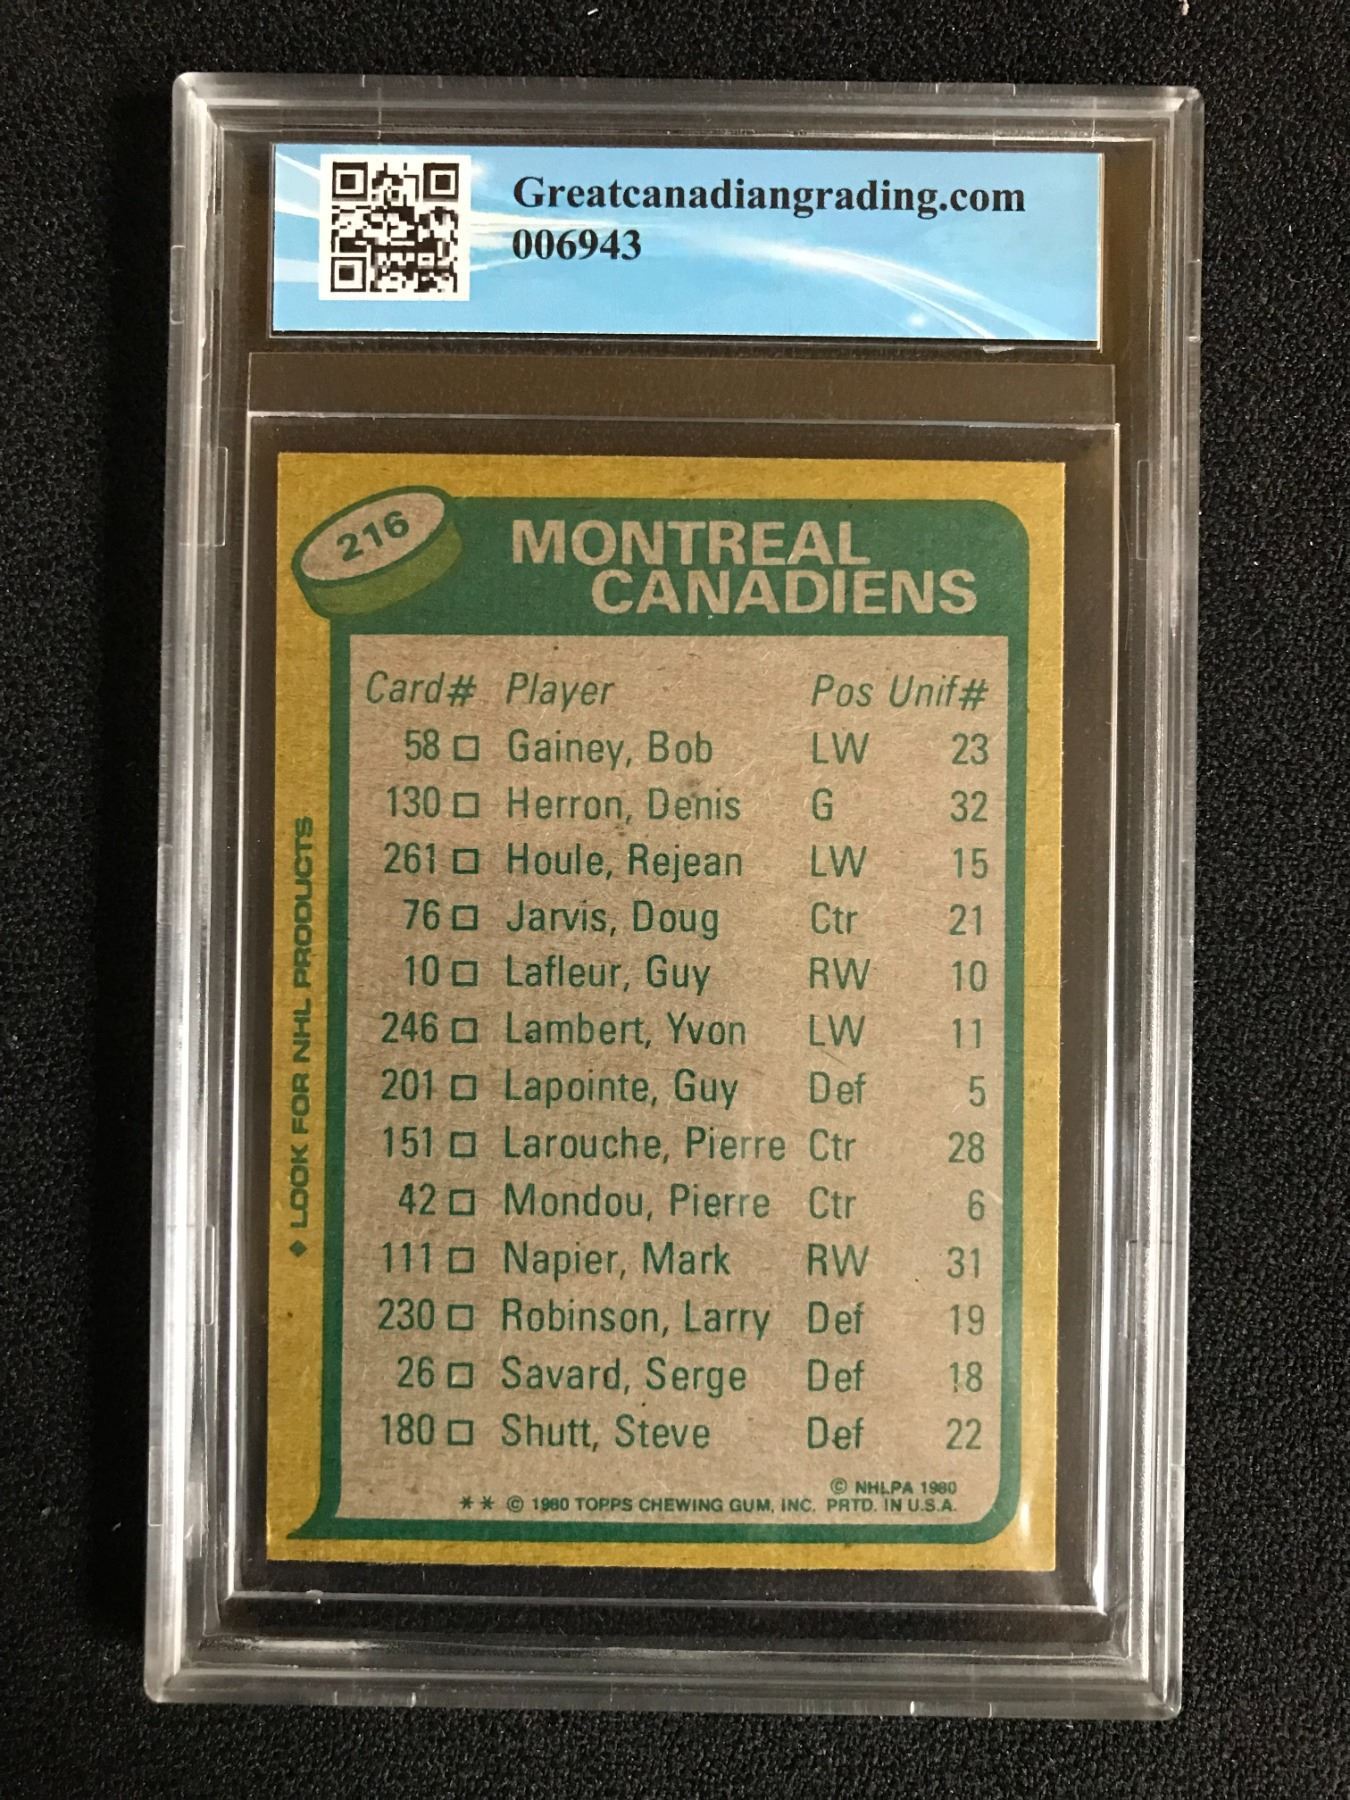 Greatcanadiangrading.com
006943
216
MONTREAL
CANADIENS
Card# Player Pos Unif#
58 □ Gainey, Bob LW 23
130 □ Herron, Denis G 32
261 □ Houle, Rejean LW 15
76 □ Jarvis, Doug Ctr 21
10 □ Lafleur, Guy RW 10
246 □ Lambert, Yvon LW 11
201 □ Lapointe, Guy Def 5
151 □ Larouche, Pierre Ctr 28
42 □ Mondou, Pierre Ctr 6
111 □ Napier, Mark RW 31
230 □ Robinson, Larry Def 19
26 □ Savard, Serge Def 18
180 □ Shutt, Steve Def 22
© NHLPA 1980
** © 1980 TOPPS CHEWING GUM, INC. PRTD. IN U.S.A.
◆ LOOK FOR NHL PRODUCTS